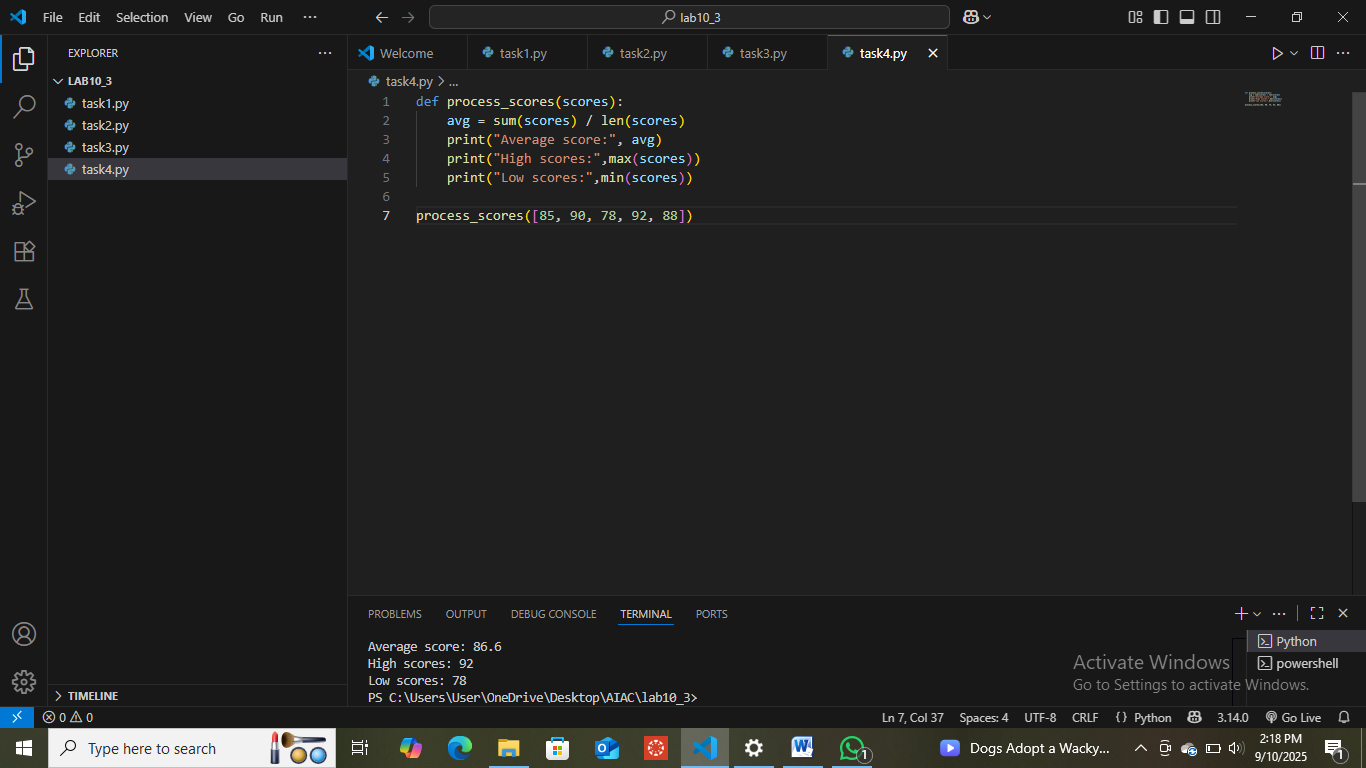 File Edit Selection View Go Run ··· lab10_3
EXPLORER ···
LAB10_3
task1.py
task2.py
task3.py
task4.py
TIMELINE
Welcome task1.py task2.py task3.py task4.py
task4.py > ...
1 def process_scores(scores):
2 avg = sum(scores) / len(scores)
3 print("Average score:", avg)
4 print("High scores:",max(scores))
5 print("Low scores:",min(scores))
6
7 process_scores([85, 90, 78, 92, 88])
PROBLEMS OUTPUT DEBUG CONSOLE TERMINAL PORTS
Average score: 86.6
High scores: 92
Low scores: 78
PS C:\Users\User\OneDrive\Desktop\AIAC\lab10_3>
Python
powershell
Activate Windows
Go to Settings to activate Windows.
0 0 Ln 7, Col 37 Spaces: 4 UTF-8 CRLF {} Python 3.14.0 Go Live
Type here to search 1 Dogs Adopt a Wacky... 2:18 PM
9/10/2025 1